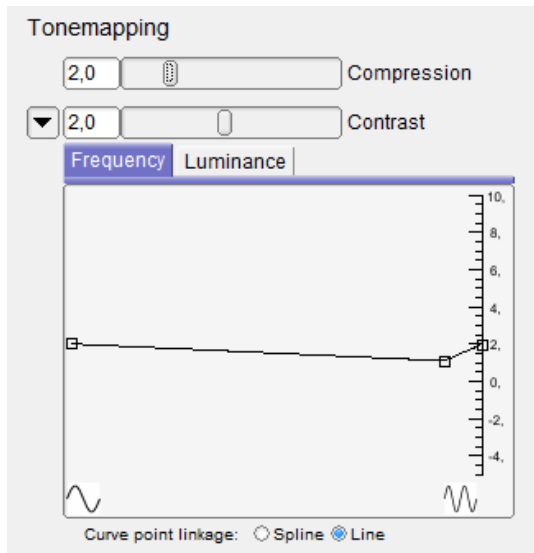 Tonemapping
2,0 Compression
2,0 Contrast
Frequency Luminance
10,
8,
6,
4,
2,
0,
-2,
-4,
Curve point linkage: Spline Line